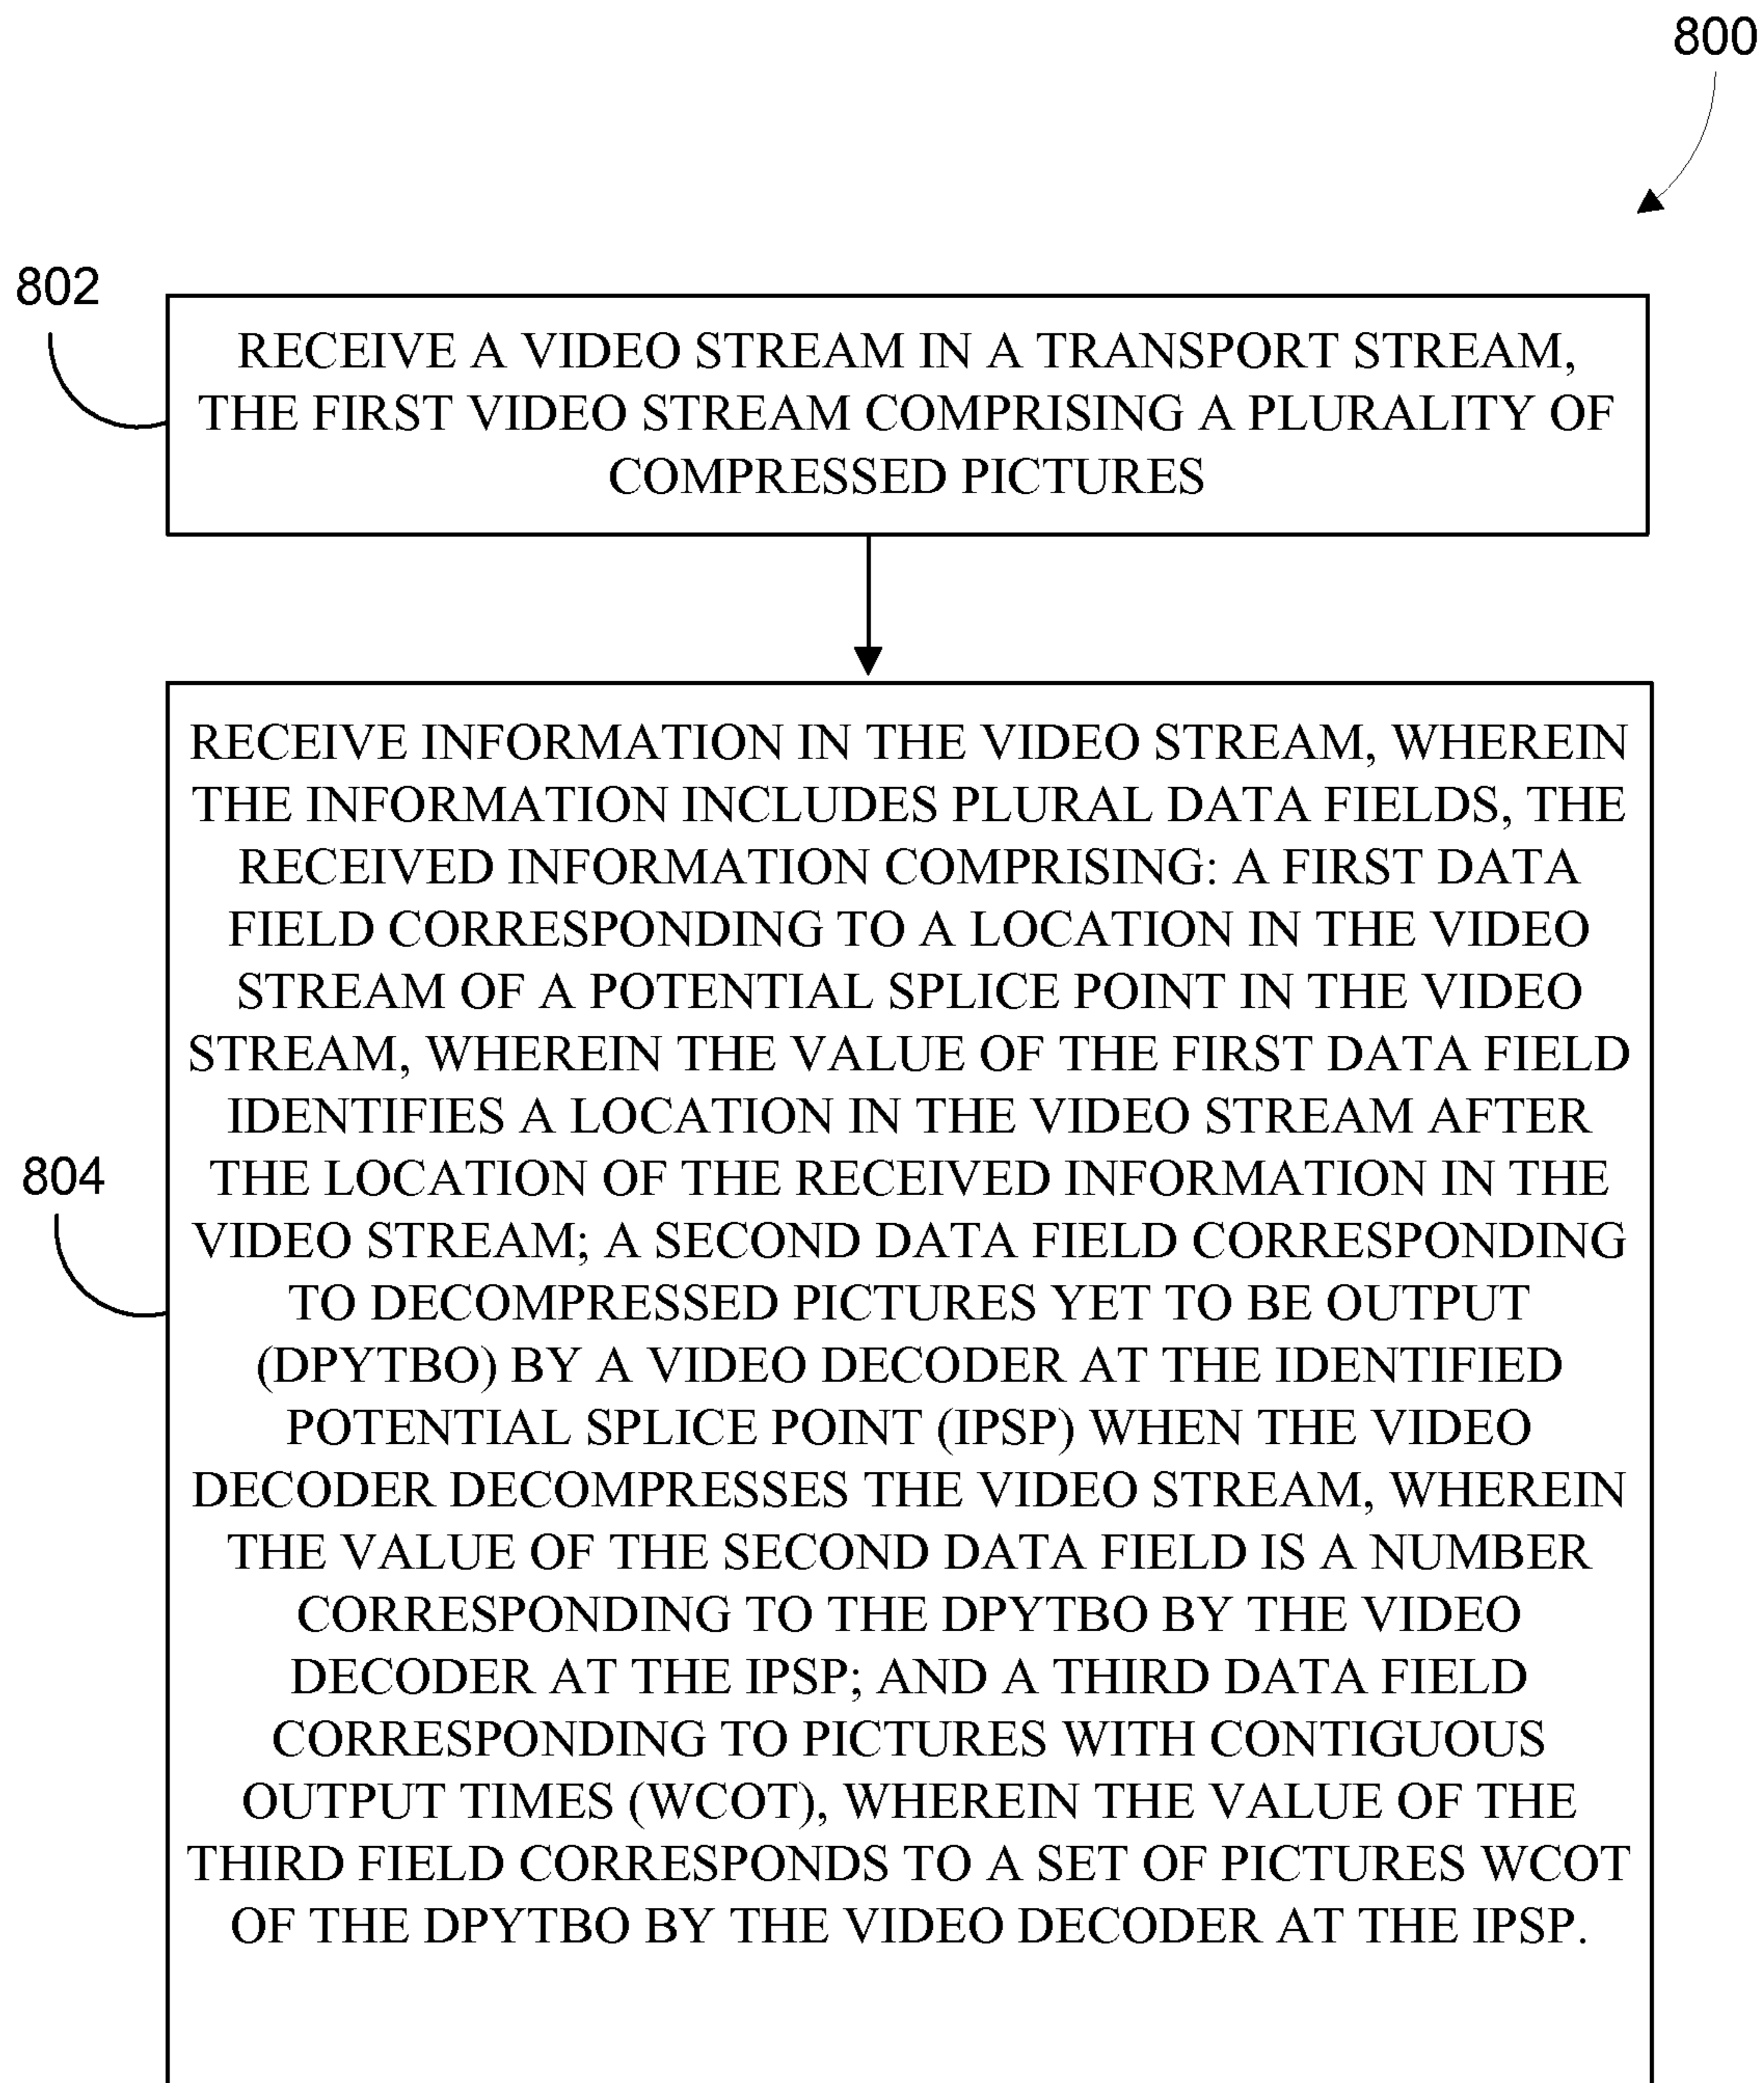 800
802
RECEIVE A VIDEO STREAM IN A TRANSPORT STREAM,
THE FIRST VIDEO STREAM COMPRISING A PLURALITY OF
COMPRESSED PICTURES
804
RECEIVE INFORMATION IN THE VIDEO STREAM, WHEREIN
THE INFORMATION INCLUDES PLURAL DATA FIELDS, THE
RECEIVED INFORMATION COMPRISING: A FIRST DATA
FIELD CORRESPONDING TO A LOCATION IN THE VIDEO
STREAM OF A POTENTIAL SPLICE POINT IN THE VIDEO
STREAM, WHEREIN THE VALUE OF THE FIRST DATA FIELD
IDENTIFIES A LOCATION IN THE VIDEO STREAM AFTER
THE LOCATION OF THE RECEIVED INFORMATION IN THE
VIDEO STREAM; A SECOND DATA FIELD CORRESPONDING
TO DECOMPRESSED PICTURES YET TO BE OUTPUT
(DPYTBO) BY A VIDEO DECODER AT THE IDENTIFIED
POTENTIAL SPLICE POINT (IPSP) WHEN THE VIDEO
DECODER DECOMPRESSES THE VIDEO STREAM, WHEREIN
THE VALUE OF THE SECOND DATA FIELD IS A NUMBER
CORRESPONDING TO THE DPYTBO BY THE VIDEO
DECODER AT THE IPSP; AND A THIRD DATA FIELD
CORRESPONDING TO PICTURES WITH CONTIGUOUS
OUTPUT TIMES (WCOT), WHEREIN THE VALUE OF THE
THIRD FIELD CORRESPONDS TO A SET OF PICTURES WCOT
OF THE DPYTBO BY THE VIDEO DECODER AT THE IPSP.